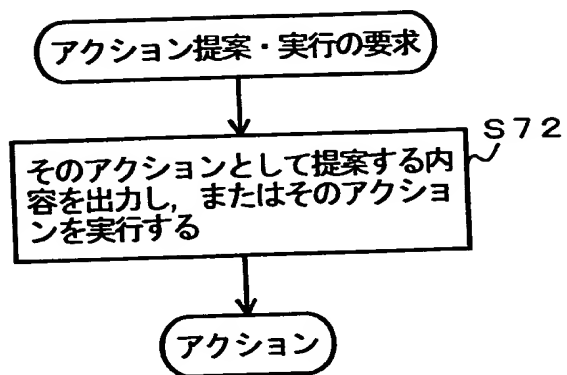 アクション提案・実行の要求
S72
そのアクションとして提案する内
容を出力し，またはそのアクショ
ンを実行する
アクション